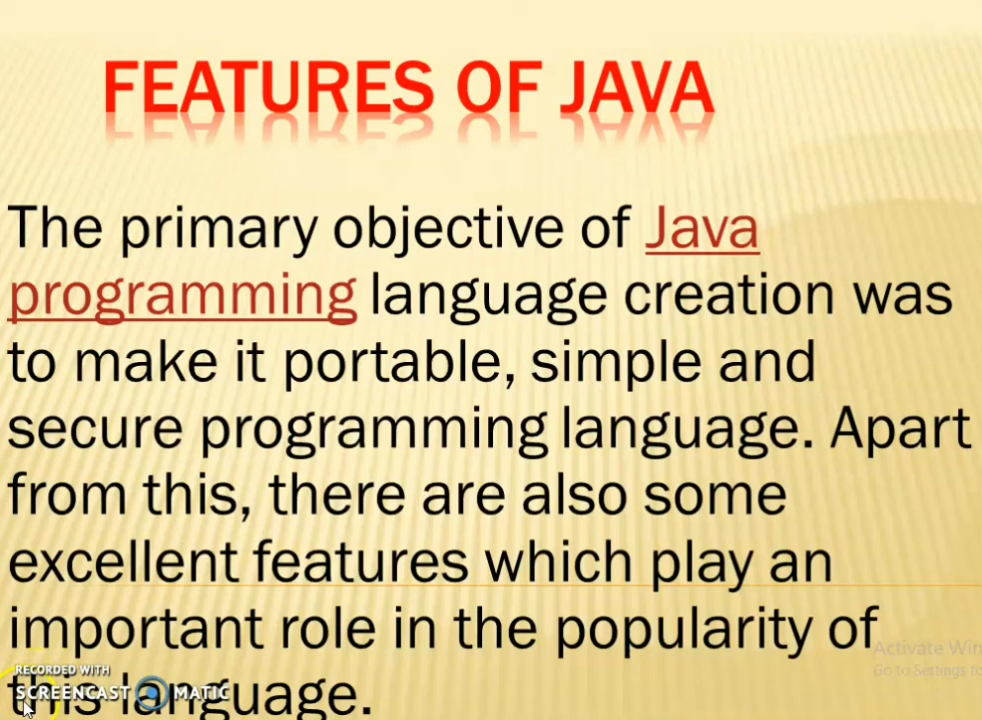 FEATURES OF JAVA
The primary objective of Java
programming language creation was
to make it portable, simple and
secure programming language. Apart
from this, there are also some
excellent features which play an
important role in the popularity of
this language.
Activate Win
Go to Settings to
RECORDED WITH
SCREENCAST MATIC